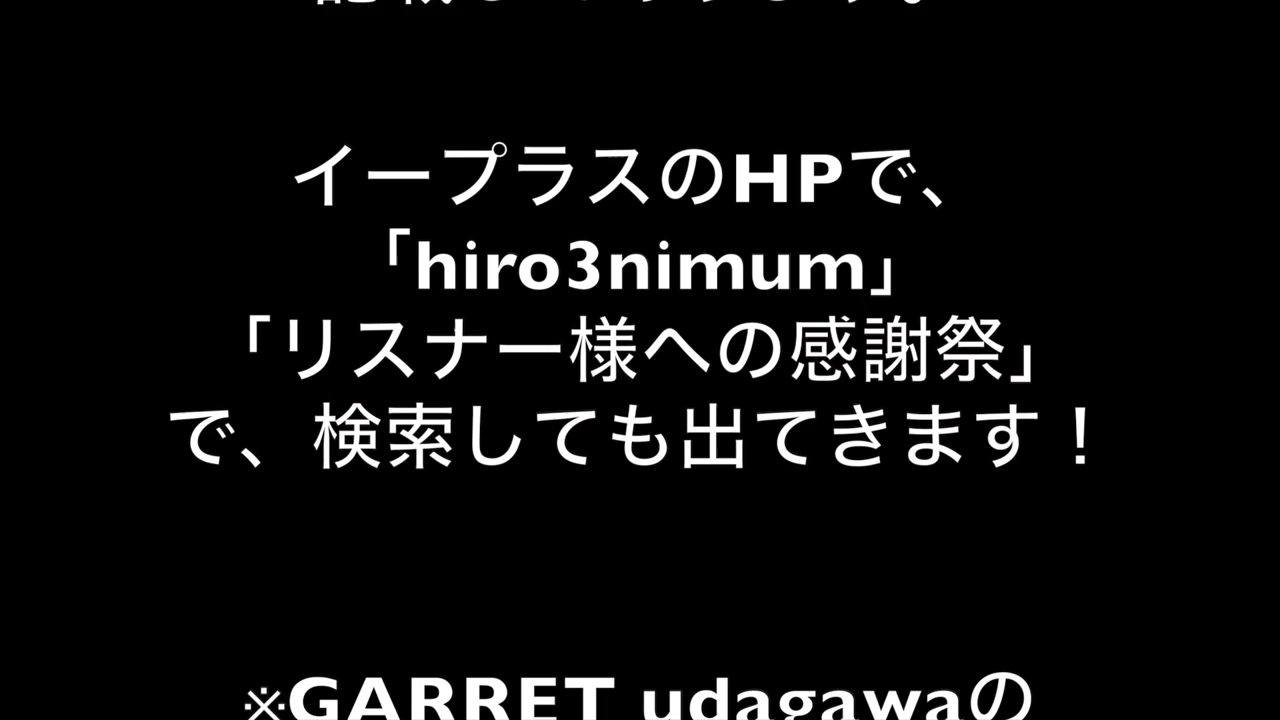 イープラスのHPで、
「hiro3nimum」
「リスナー様への感謝祭」
で、検索しても出てきます！
※GARRET udagawaの